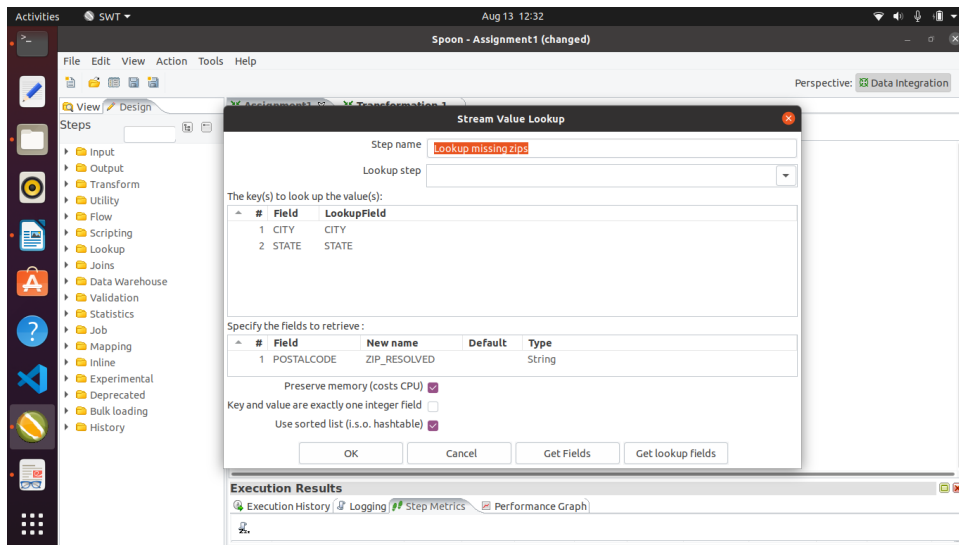 Activities SWT Aug 13 12:32
Spoon - Assignment1 (changed)
File Edit View Action Tools Help
Perspective: Data Integration
View Design Assignment1 Transformation 1
Steps
Input
Output
Transform
Utility
Flow
Scripting
Lookup
Joins
Data Warehouse
Validation
Statistics
Job
Mapping
Inline
Experimental
Deprecated
Bulk loading
History
Stream Value Lookup
Step name Lookup missing zips
Lookup step
The key(s) to look up the value(s):
# Field LookupField
1 CITY CITY
2 STATE STATE
Specify the fields to retrieve :
# Field New name Default Type
1 POSTALCODE ZIP_RESOLVED String
Preserve memory (costs CPU)
Key and value are exactly one integer field
Use sorted list (i.s.o. hashtable)
OK Cancel Get Fields Get lookup fields
Execution Results
Execution History Logging Step Metrics Performance Graph